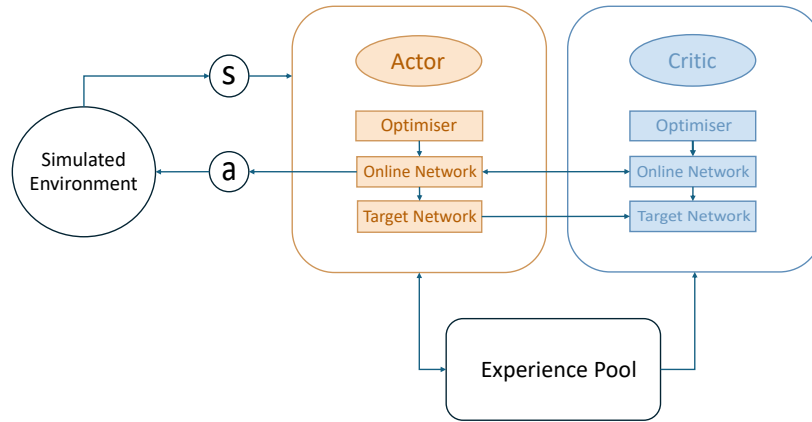 S
Actor
Critic
Optimiser
Optimiser
Simulated
Environment
a
Online Network
Online Network
Target Network
Target Network
Experience Pool